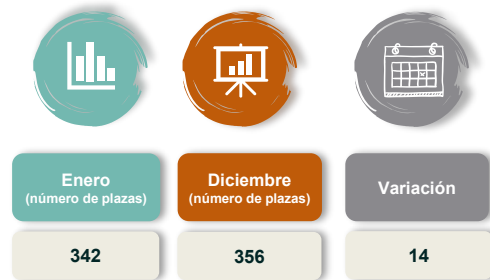 Enero
(número de plazas)
Diciembre
(número de plazas)
Variación
342
356
14